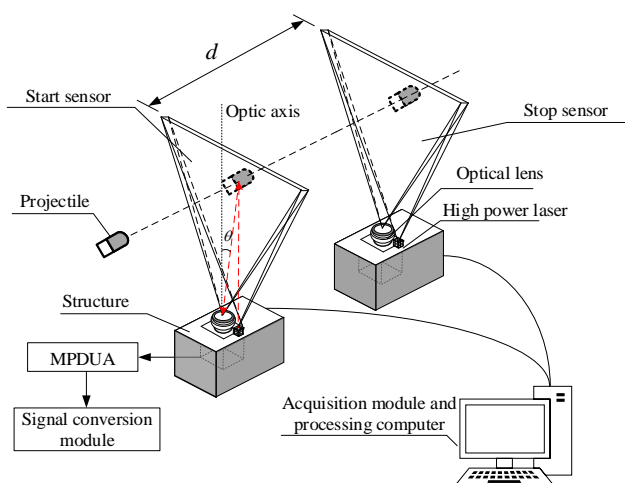 d
Start sensor
Optic axis
Stop sensor
Optical lens
High power laser
Projectile
θ
Structure
MPDUA
Signal conversion
module
Acquisition module and
processing computer